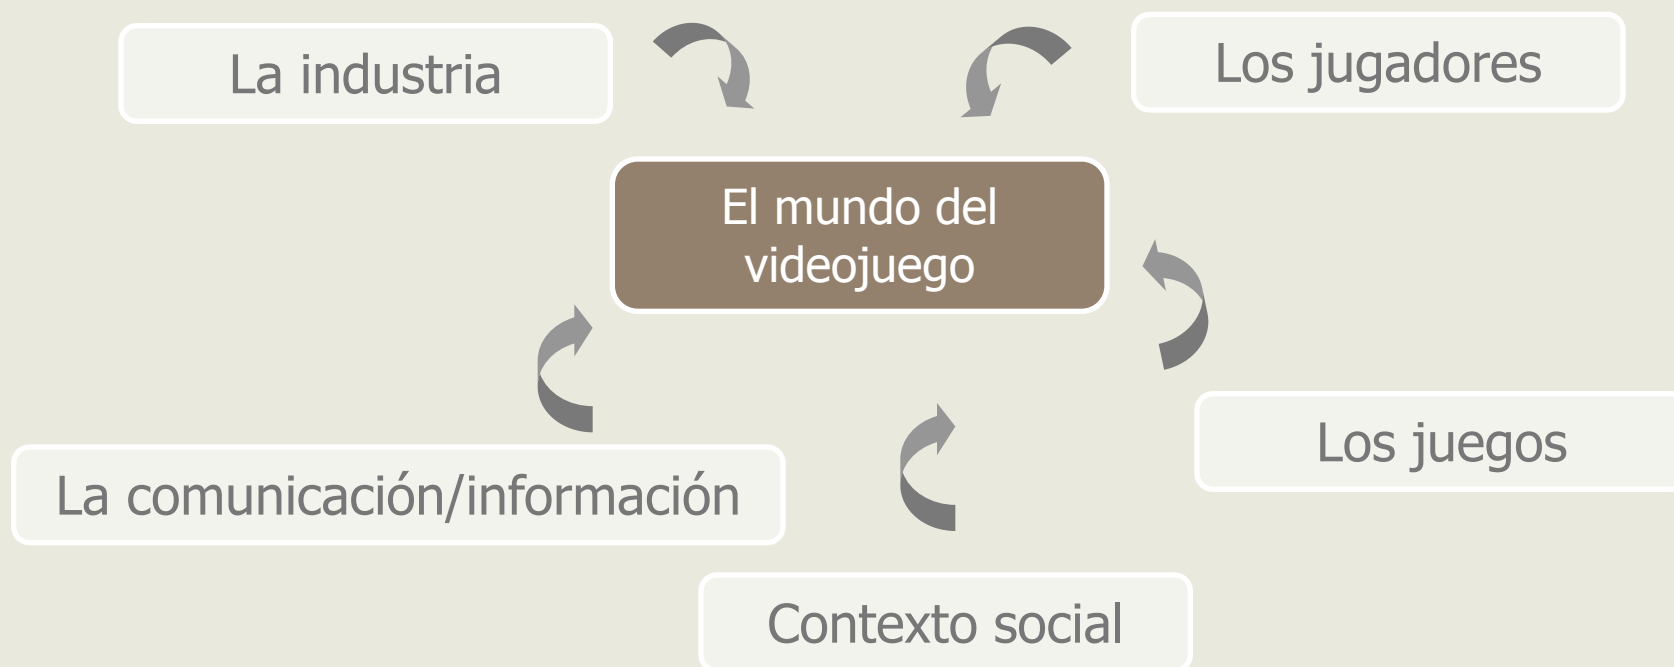 La industria
Los jugadores
El mundo del
videojuego
Los juegos
La comunicación/información
Contexto social